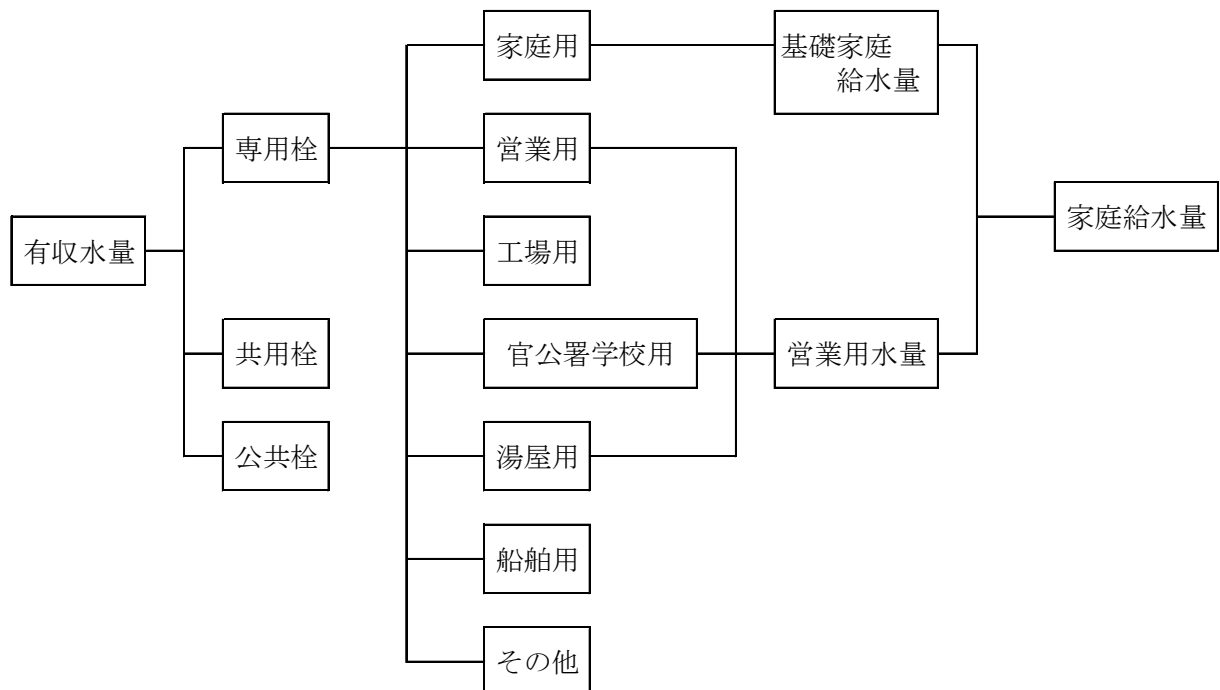 家庭用
基礎家庭
給水量
専用栓
営業用
家庭給水量
有収水量
工場用
共用栓
官公署学校用
営業用水量
公共栓
湯屋用
船舶用
その他